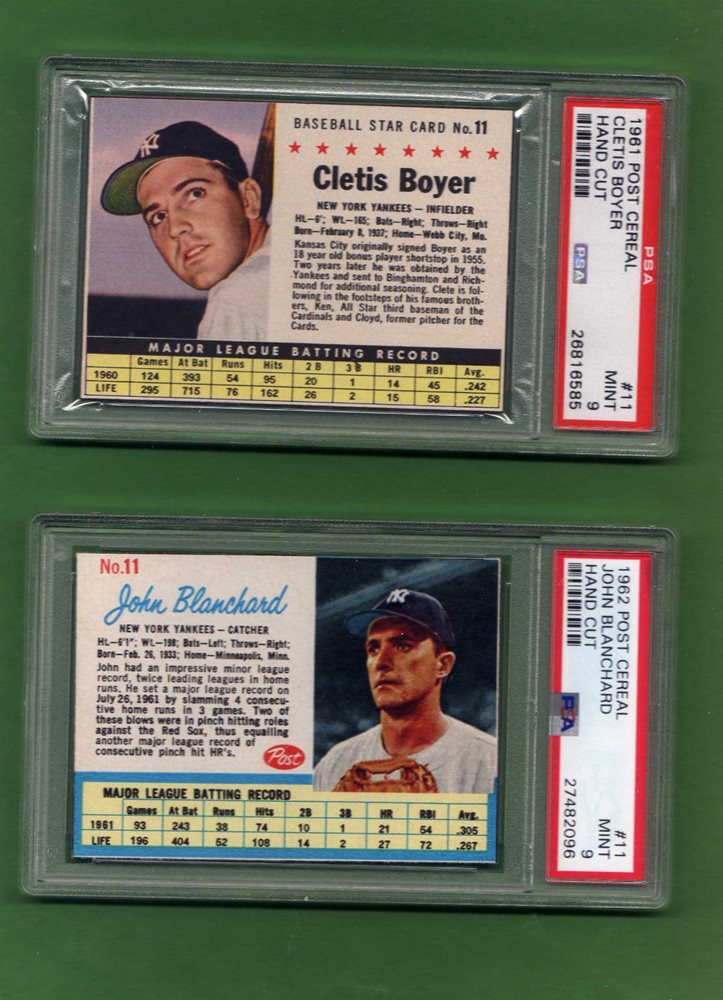 BASEBALL STAR CARD No. 11
Cletis Boyer
NEW YORK YANKEES — INFIELDER
Ht.—6'; Wt.—165; Bats—Right; Throws—Right
Born—February 8, 1937; Home—Webb City, Mo.
Kansas City originally signed Boyer as an
18 year old bonus player shortstop in 1955.
Two years later he was obtained by the
Yankees and sent to Binghamton and Rich-
mond for additional seasoning. Clete is fol-
lowing in the footsteps of his famous broth-
ers, Ken, All Star third baseman of the
Cardinals and Cloyd, former pitcher for the
Cards.
MAJOR LEAGUE BATTING RECORD
Games At Bat Runs Hits 2 B 3 B HR RBI Avg.
1960 124 393 54 95 20 1 14 45 .242
LIFE 295 715 76 162 26 2 15 58 .227
PSA
1961 POST CEREAL #11
CLETIS BOYER MINT
HAND CUT 9
PSA
26816585
No.11
John Blanchard
NEW YORK YANKEES — CATCHER
Ht.—6'1"; Wt.—198; Bats—Left; Throws—Right;
Born—Feb. 26, 1933; Home—Minneapolis, Minn.
John had an impressive minor league
record, twice leading leagues in home
runs. He set a major league record on
July 26, 1961 by slamming 4 consecu-
tive home runs in 3 games. Two of
these blows were in pinch hitting roles
against the Red Sox, thus equalling
another major league record of
consecutive pinch hit HR's.
Post
NY
MAJOR LEAGUE BATTING RECORD
Games At Bat Runs Hits 2B 3B HR RBI Avg.
1961 93 243 38 74 10 1 21 54 .305
LIFE 196 404 52 108 14 2 27 72 .267
1962 POST CEREAL #11
JOHN BLANCHARD MINT
HAND CUT 9
PSA
27482096